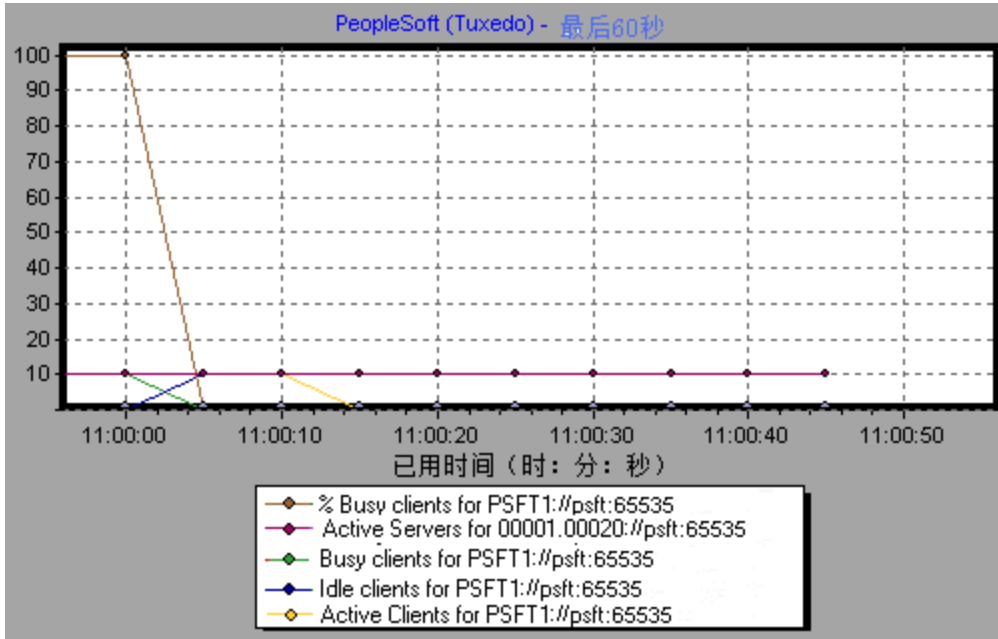 PeopleSoft (Tuxedo) - 最后60秒
100
90
80
70
60
50
40
30
20
10
11:00:00 11:00:10 11:00:20 11:00:30 11:00:40 11:00:50
已用时间（时：分：秒）
% Busy clients for PSFT1://psft:65535
Active Servers for 00001.00020://psft:65535
Busy clients for PSFT1://psft:65535
Idle clients for PSFT1://psft:65535
Active Clients for PSFT1://psft:65535